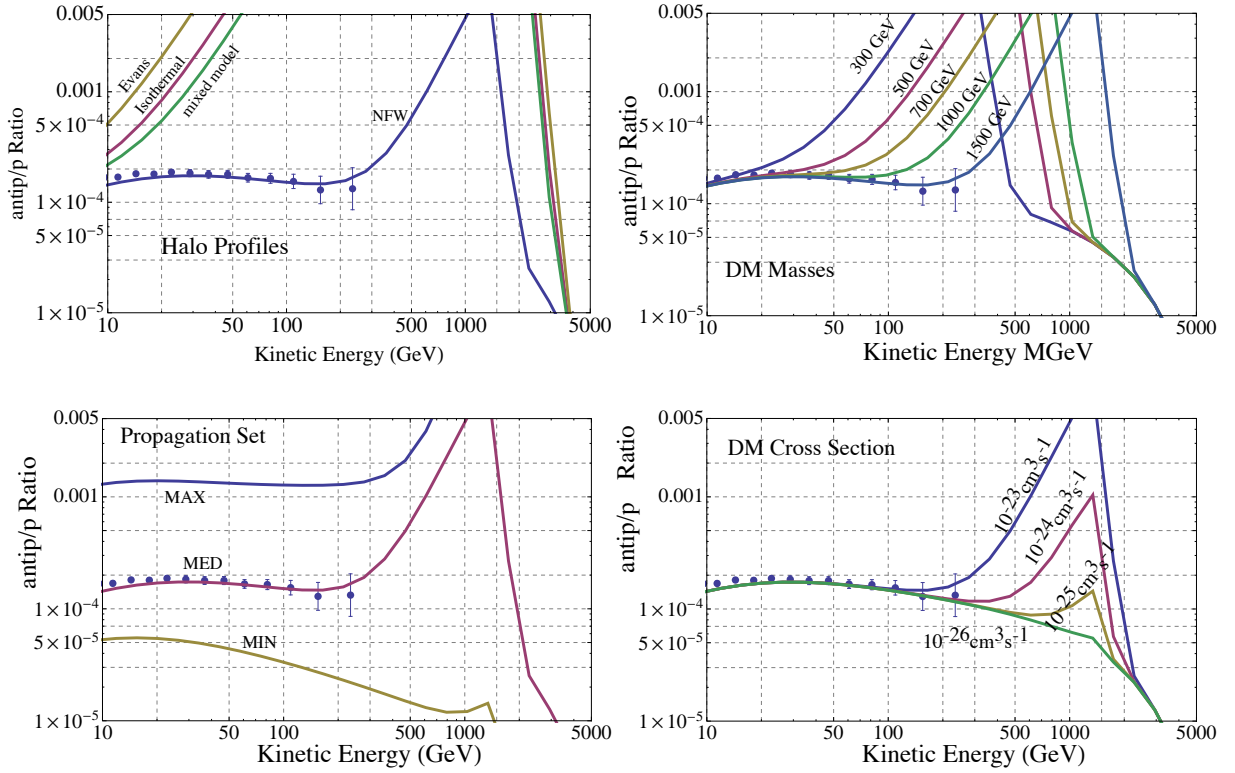 0.005
0.001
5 × 10⁻⁴
1 × 10⁻⁴
5 × 10⁻⁵
1 × 10⁻⁵
antip/p Ratio
Evans
Isothermal
mixed model
NFW
Halo Profiles
10 50 100 500 1000 5000
Kinetic Energy (GeV)
0.005
0.001
5 × 10⁻⁴
1 × 10⁻⁴
5 × 10⁻⁵
1 × 10⁻⁵
antip/p Ratio
300 GeV
500 GeV
700 GeV
1000 GeV
1500 GeV
DM Masses
10 50 100 500 1000 5000
Kinetic Energy MGeV
0.005
0.001
1 × 10⁻⁴
5 × 10⁻⁵
1 × 10⁻⁵
antip/p Ratio
Propagation Set
MAX
MED
MIN
10 50 100 500 1000 5000
Kinetic Energy (GeV)
0.005
0.001
1 × 10⁻⁴
5 × 10⁻⁵
1 × 10⁻⁵
antip/p Ratio
DM Cross Section
10⁻²³cm³s⁻¹
10⁻²⁴cm³s⁻¹
10⁻²⁵cm³s⁻¹
10⁻²⁶cm³s⁻¹
10 50 100 500 1000 5000
Kinetic Energy (GeV)